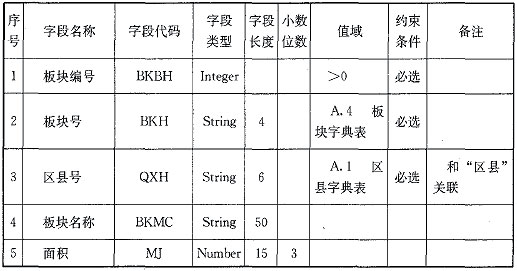 序号 字段名称 字段代码 字段类型 字段长度 小数位数 值域 约束条件 备注
1 板块编号 BKBH Integer >0 必选
2 板块号 BKH String 4 A.4 板块字典表 必选
3 区县号 QXH String 6 A.1 区县字典表 必选 和“区县”关联
4 板块名称 BKMC String 50
5 面积 MJ Number 15 3